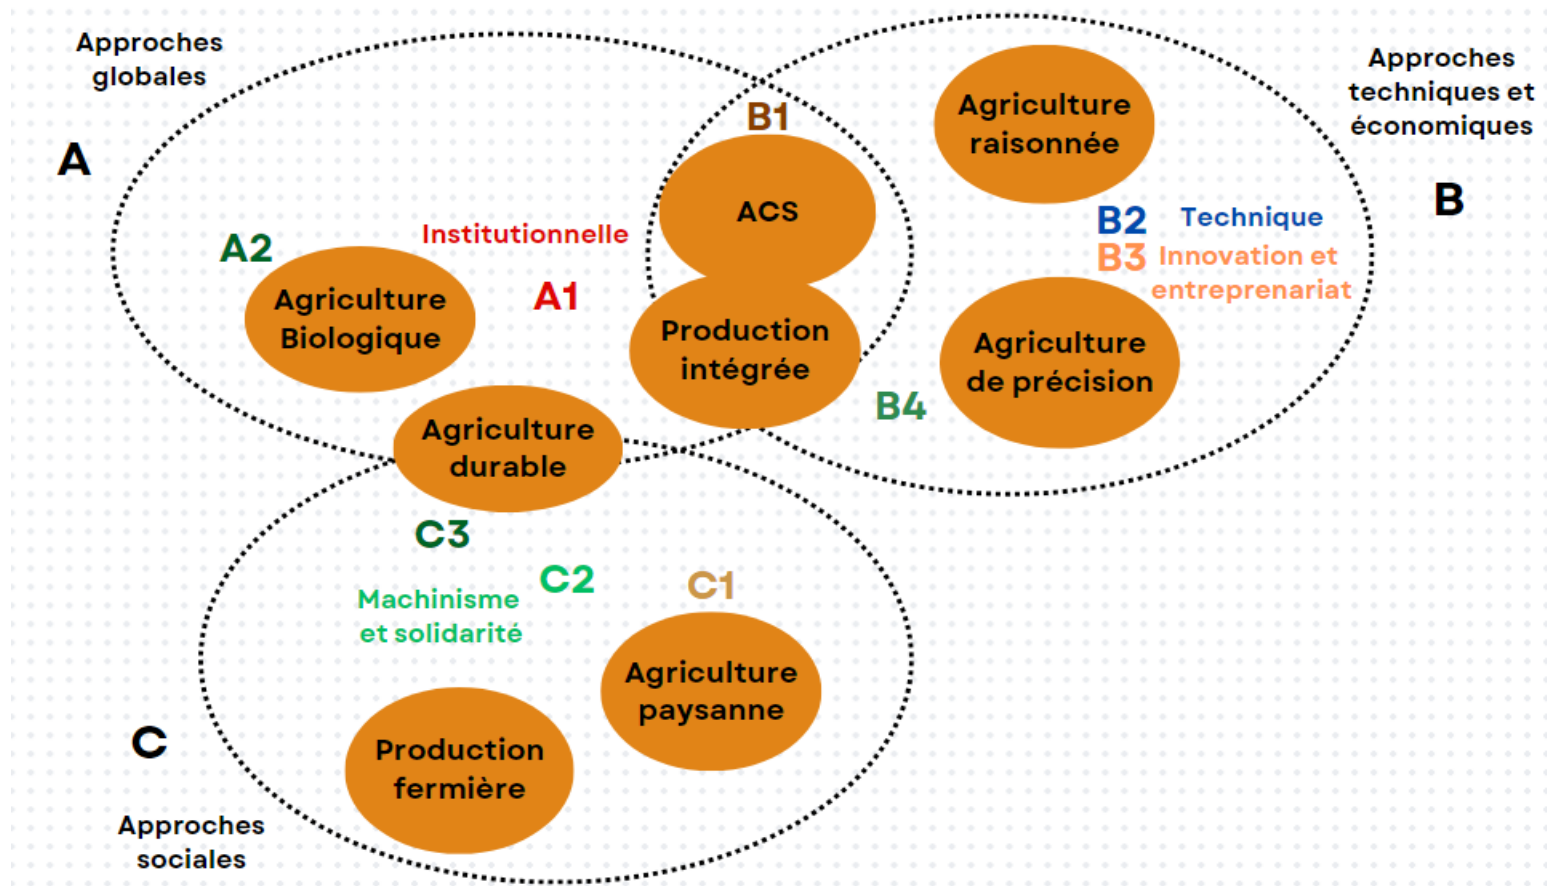 Approches
globales
A
A2
Agriculture
Biologique
Institutionnelle
A1
B1
ACS
Production
intégrée
Agriculture
durable
Agriculture
raisonnée
B2 Technique
B3 Innovation et
entreprenariat
Agriculture
de précision
B4
Approches
techniques et
économiques
B
C3
C2
Machinisme
et solidarité
C1
Agriculture
paysanne
Production
fermière
C
Approches
sociales